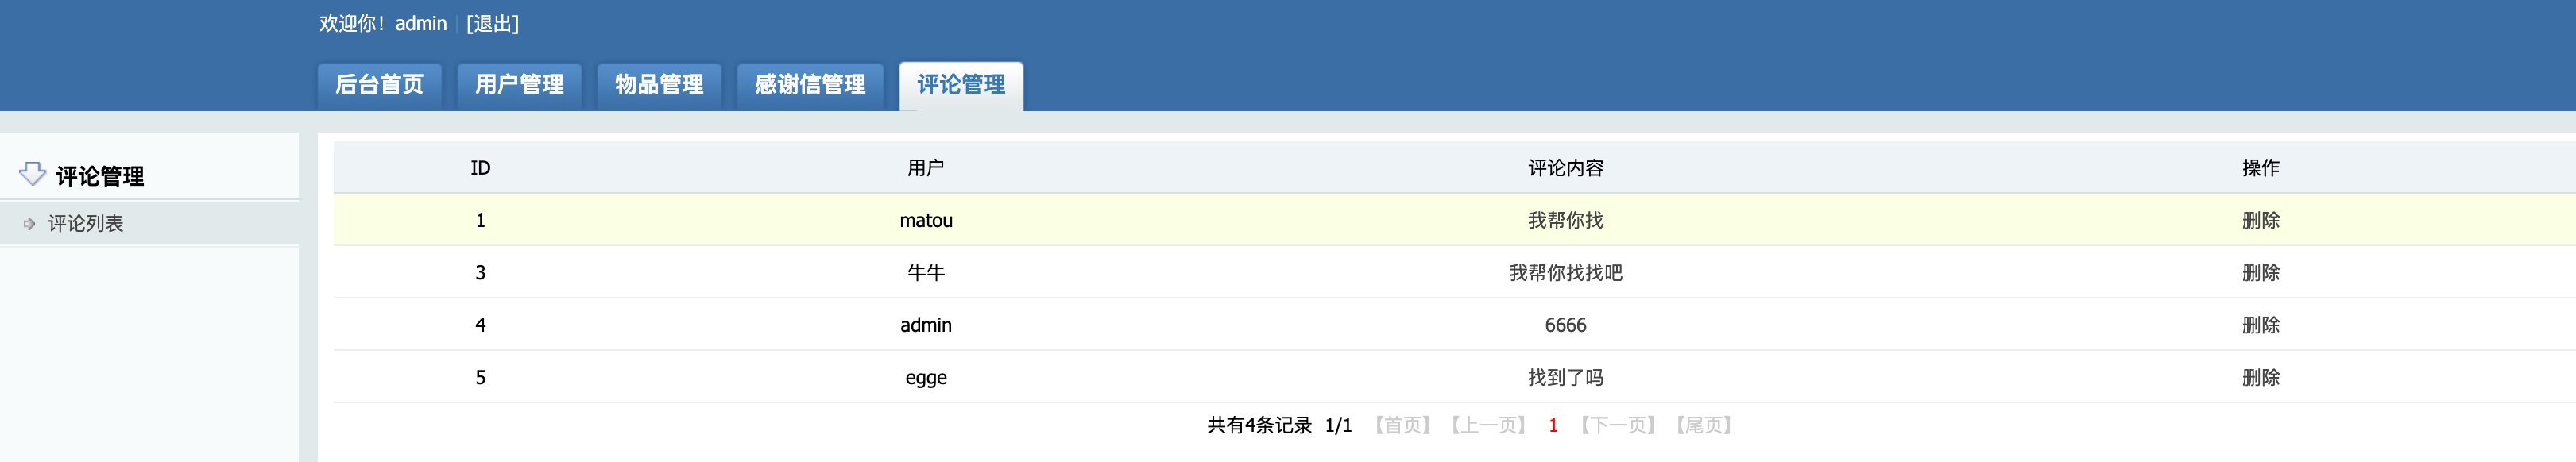 欢迎你！admin [退出]
后台首页 用户管理 物品管理 感谢信管理 评论管理
评论管理
评论列表
ID 用户 评论内容 操作
1 matou 我帮你找 删除
3 牛牛 我帮你找找吧 删除
4 admin 6666 删除
5 egge 找到了吗 删除
共有4条记录 1/1 【首页】【上一页】 1 【下一页】【尾页】